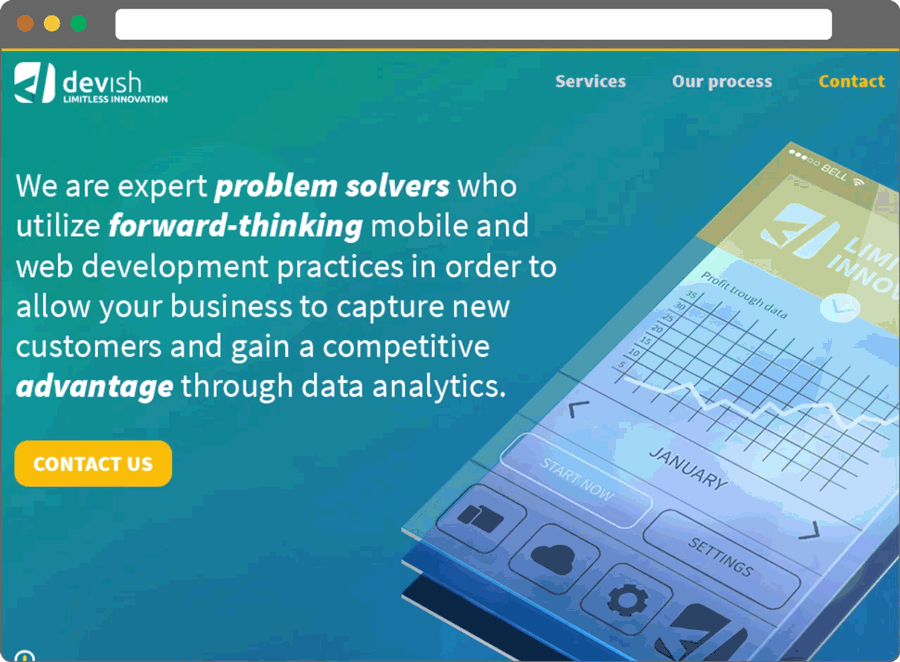 devish
LIMITLESS INNOVATION
Services
Our process
Contact
We are expert problem solvers who
utilize forward-thinking mobile and
web development practices in order to
allow your business to capture new
customers and gain a competitive
advantage through data analytics.
CONTACT US
BELL
LIMI
INNOV
Profit trough data
35
30
25
20
15
10
5
JANUARY
START NOW
SETTINGS